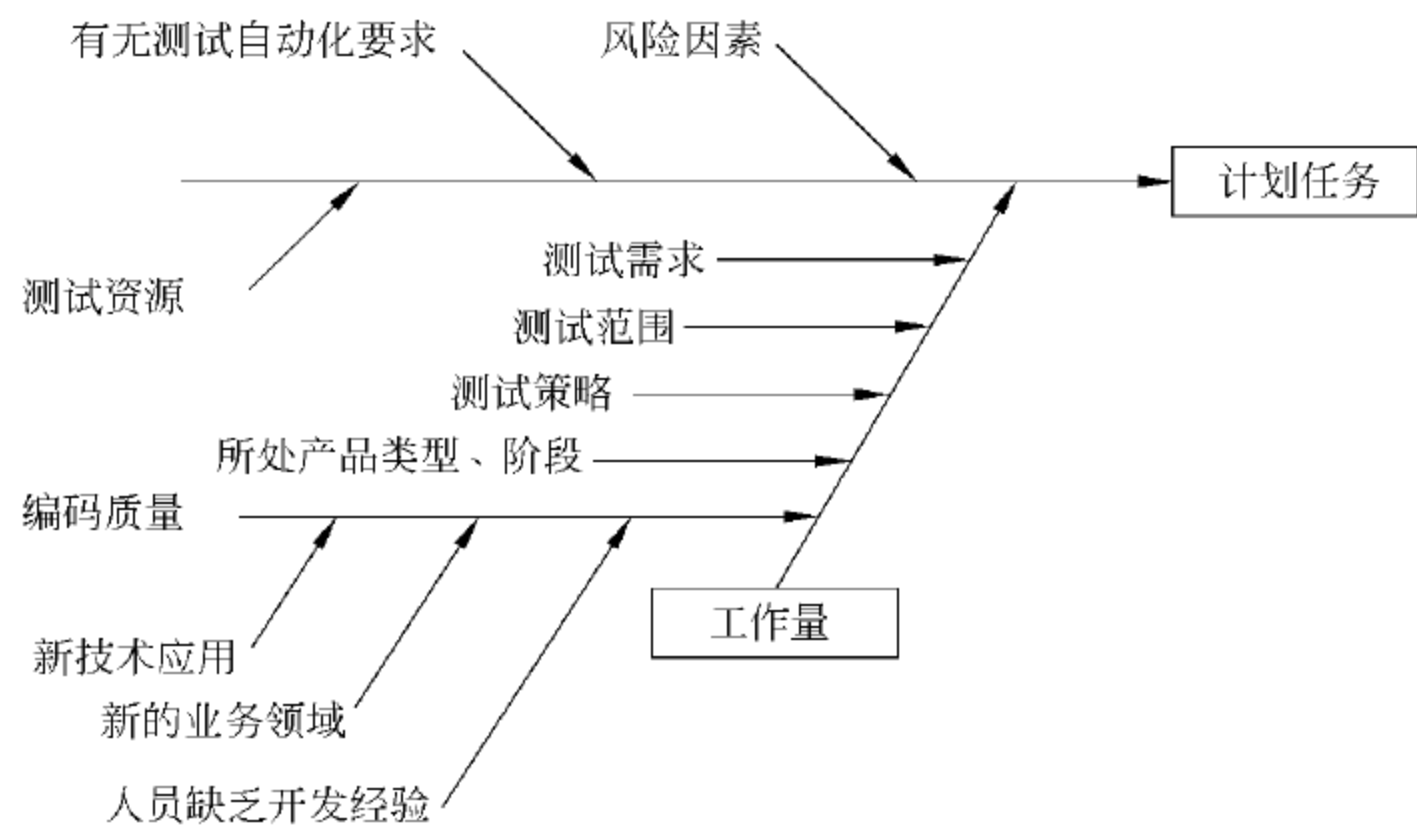 有无测试自动化要求
风险因素
计划任务
测试需求
测试资源
测试范围
测试策略
所处产品类型、阶段
编码质量
工作量
新技术应用
新的业务领域
人员缺乏开发经验